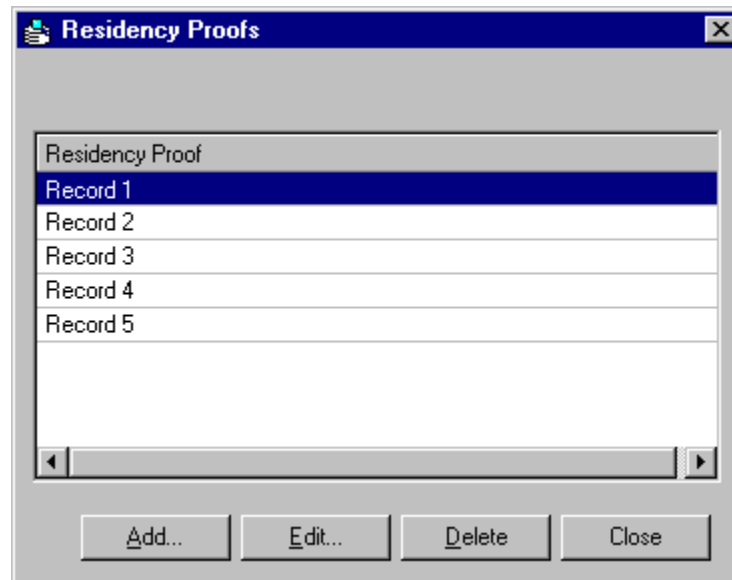 Residency Proofs
Residency Proof
Record 1
Record 2
Record 3
Record 4
Record 5
Add... Edit... Delete Close